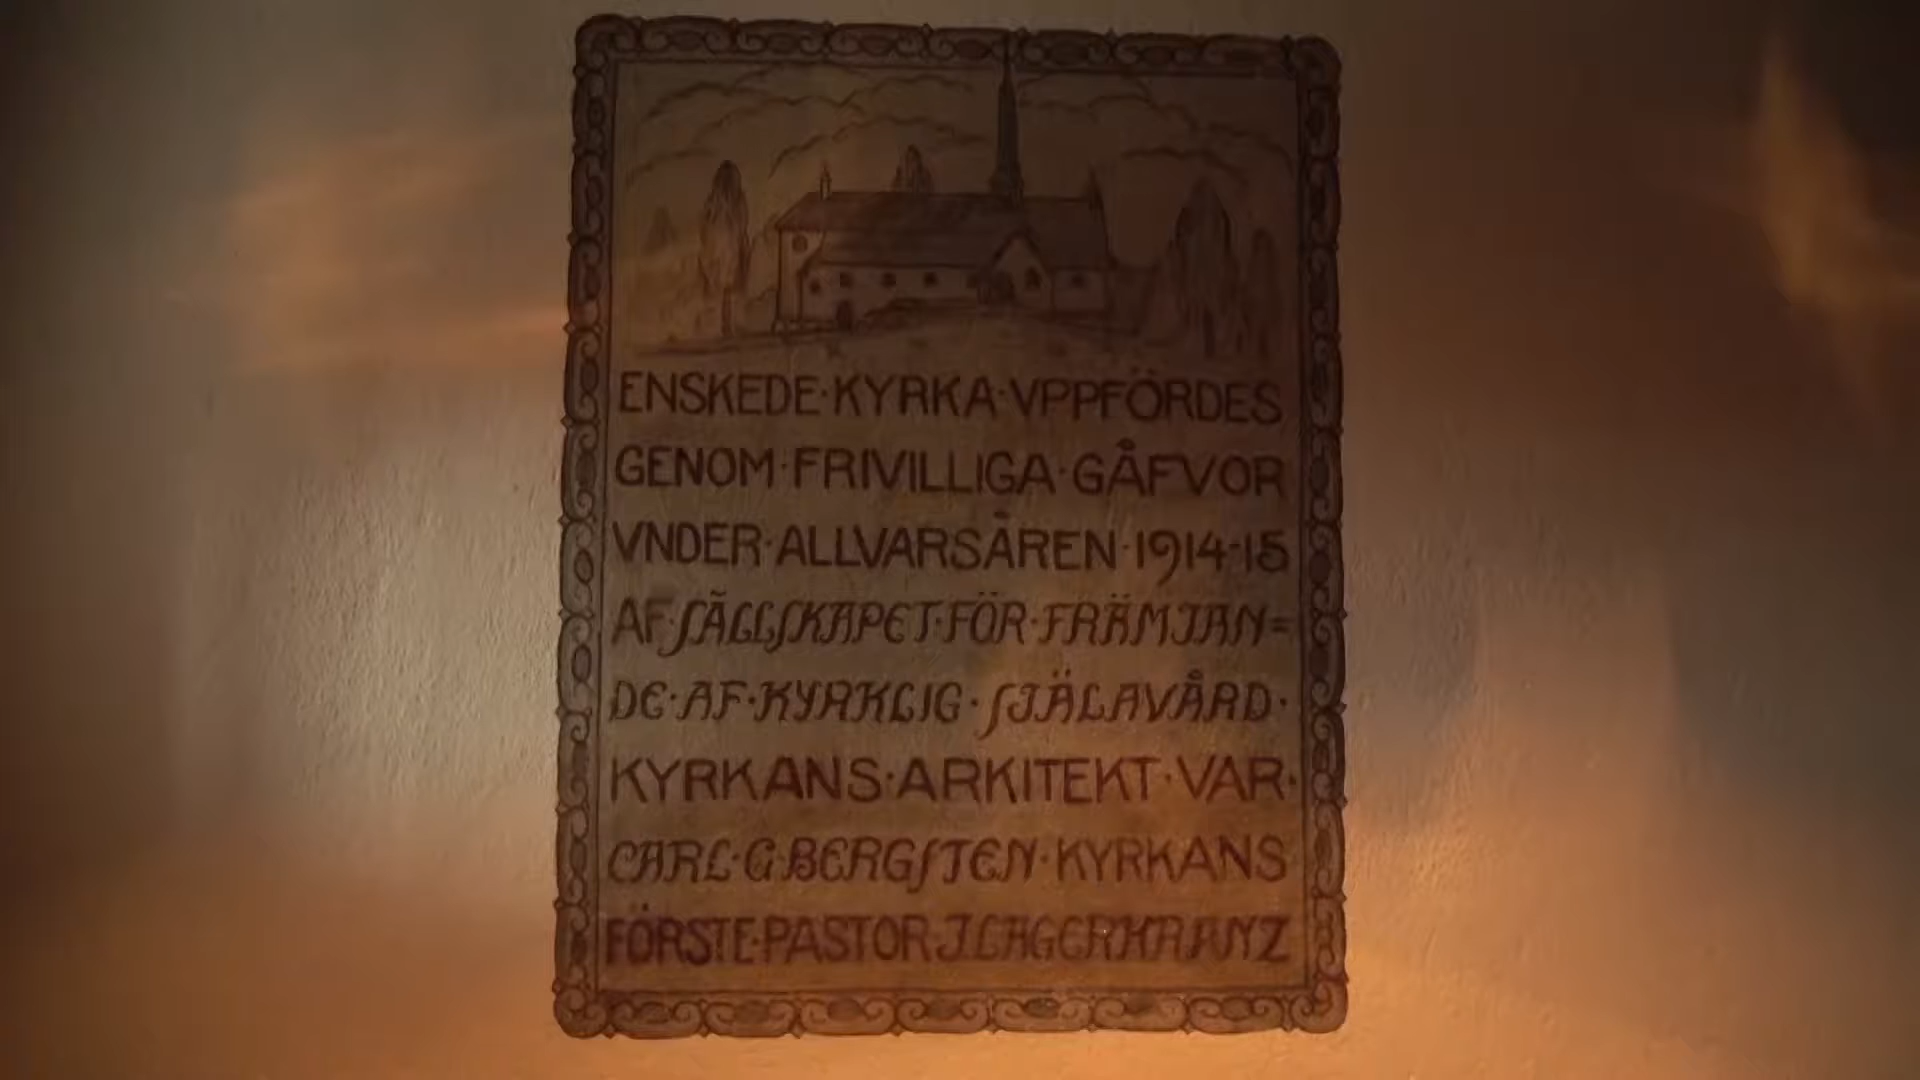 ENSKEDE·KYRKA·VPPFÖRDES
GENOM·FRIVILLIGA·GÅFVOR
VNDER·ALLVARSÅREN·1914-15
AF·SÄLLSKAPET·FÖR·FRÄMJAN=
DE·AF·KYRKLIG·SJÄLAVÅRD·
KYRKANS·ARKITEKT·VAR·
CARL·G·BERGSTEN·KYRKANS
FÖRSTE·PASTOR·J.LAGERKRANTZ